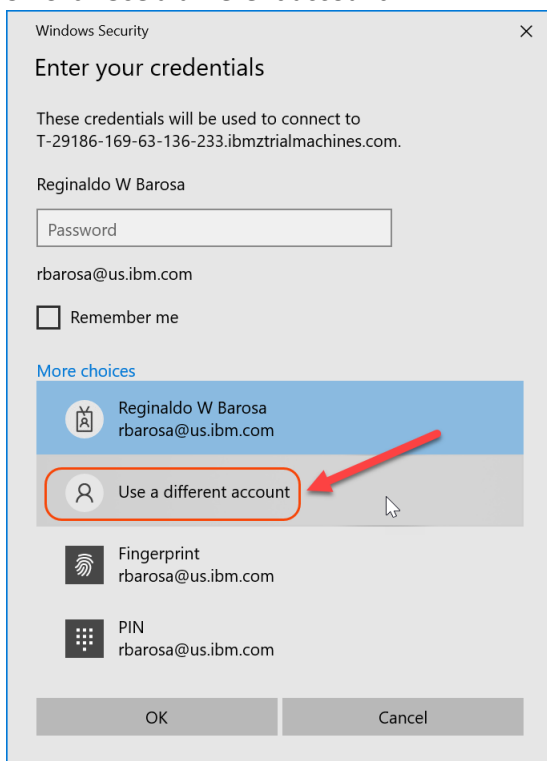 Windows Security
Enter your credentials
These credentials will be used to connect to
T-29186-169-63-136-233.ibmztrialmachines.com.
Reginaldo W Barosa
Password
rbarosa@us.ibm.com
Remember me
More choices
Reginaldo W Barosa
rbarosa@us.ibm.com
Use a different account
Fingerprint
rbarosa@us.ibm.com
PIN
rbarosa@us.ibm.com
OK
Cancel